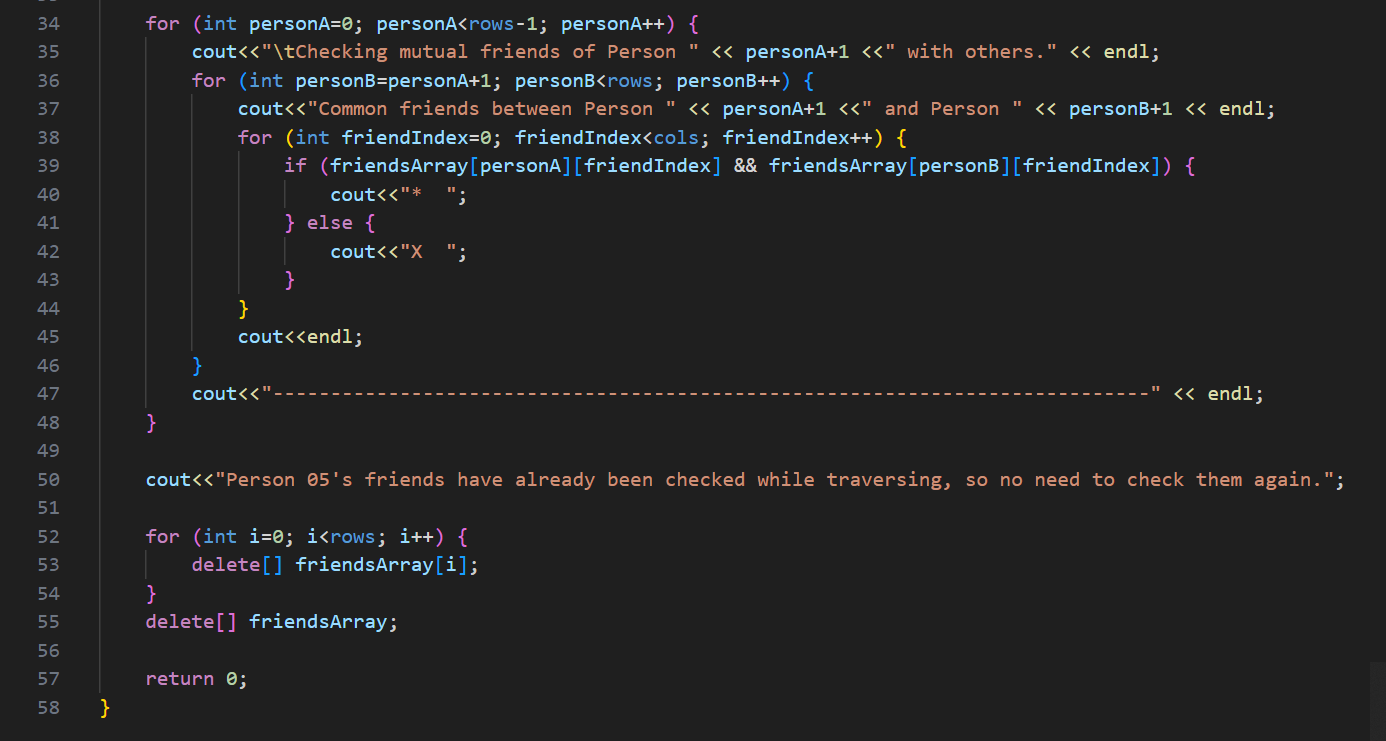 34 for (int personA=0; personA<rows-1; personA++) {
35 cout<<"\tChecking mutual friends of Person " << personA+1 <<" with others." << endl;
36 for (int personB=personA+1; personB<rows; personB++) {
37 cout<<"Common friends between Person " << personA+1 <<" and Person " << personB+1 << endl;
38 for (int friendIndex=0; friendIndex<cols; friendIndex++) {
39 if (friendsArray[personA][friendIndex] && friendsArray[personB][friendIndex]) {
40 cout<<"*  ";
41 } else {
42 cout<<"X  ";
43 }
44 }
45 cout<<endl;
46 }
47 cout<<"----------------------------------------------------------------------------" << endl;
48 }
49
50 cout<<"Person 05's friends have already been checked while traversing, so no need to check them again.";
51
52 for (int i=0; i<rows; i++) {
53 delete[] friendsArray[i];
54 }
55 delete[] friendsArray;
56
57 return 0;
58 }